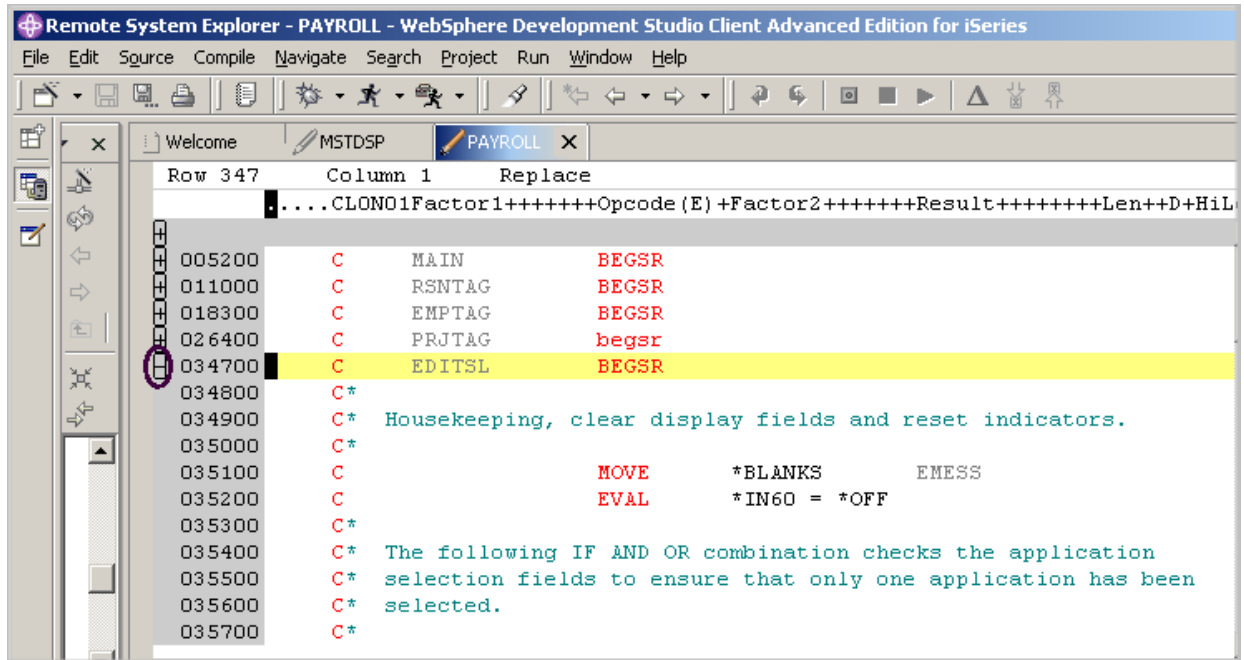 Remote System Explorer - PAYROLL - WebSphere Development Studio Client Advanced Edition for iSeries
File Edit Source Compile Navigate Search Project Run Window Help
Welcome MSTDSP PAYROLL X
Row 347 Column 1 Replace
.....CL0N01Factor1+++++++Opcode(E)+Factor2+++++++Result++++++++Len++D+HiL
005200 C MAIN BEGSR
011000 C RSNTAG BEGSR
018300 C EMPTAG BEGSR
026400 C PRJTAG begsr
034700 C EDITSL BEGSR
034800 C*
034900 C* Housekeeping, clear display fields and reset indicators.
035000 C*
035100 C MOVE *BLANKS EMESS
035200 C EVAL *IN60 = *OFF
035300 C*
035400 C* The following IF AND OR combination checks the application
035500 C* selection fields to ensure that only one application has been
035600 C* selected.
035700 C*